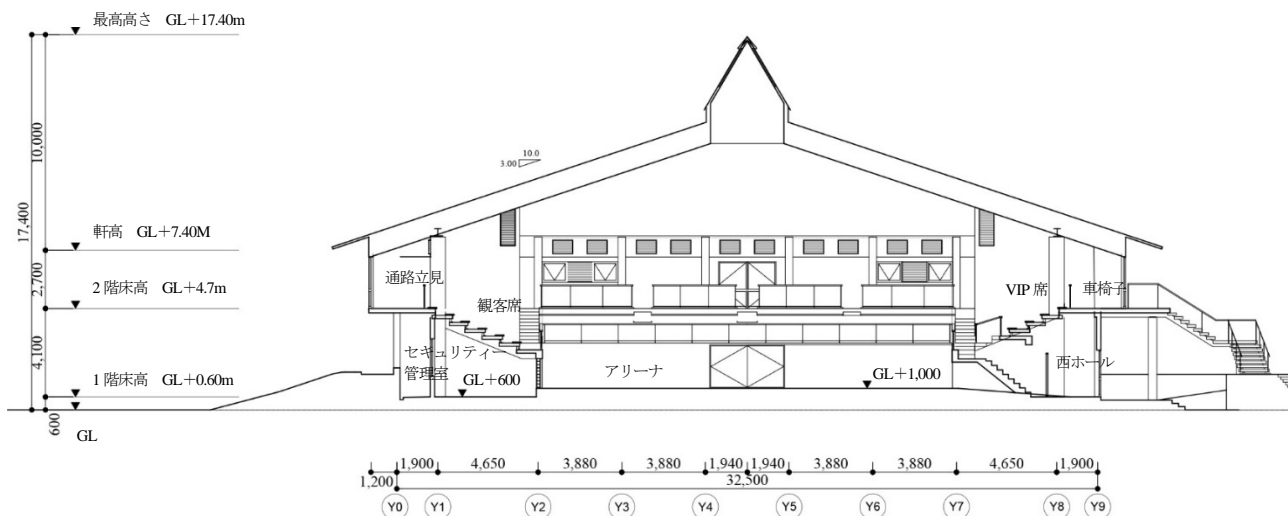 最高高さ GL+17.40m
10.0
3.00
10,000
17,400
軒高 GL+7.40M
2,700
通路立見
VIP 席
車椅子
2 階床高 GL+4.7m
観客席
4,100
セキュリティー
管理室
アリーナ
西ホール
1 階床高 GL+0.60m
GL+600
GL+1,000
600
GL
1,900
4,650
3,880
3,880
1,940
1,940
3,880
3,880
4,650
1,900
1,200
32,500
Y0
Y1
Y2
Y3
Y4
Y5
Y6
Y7
Y8
Y9